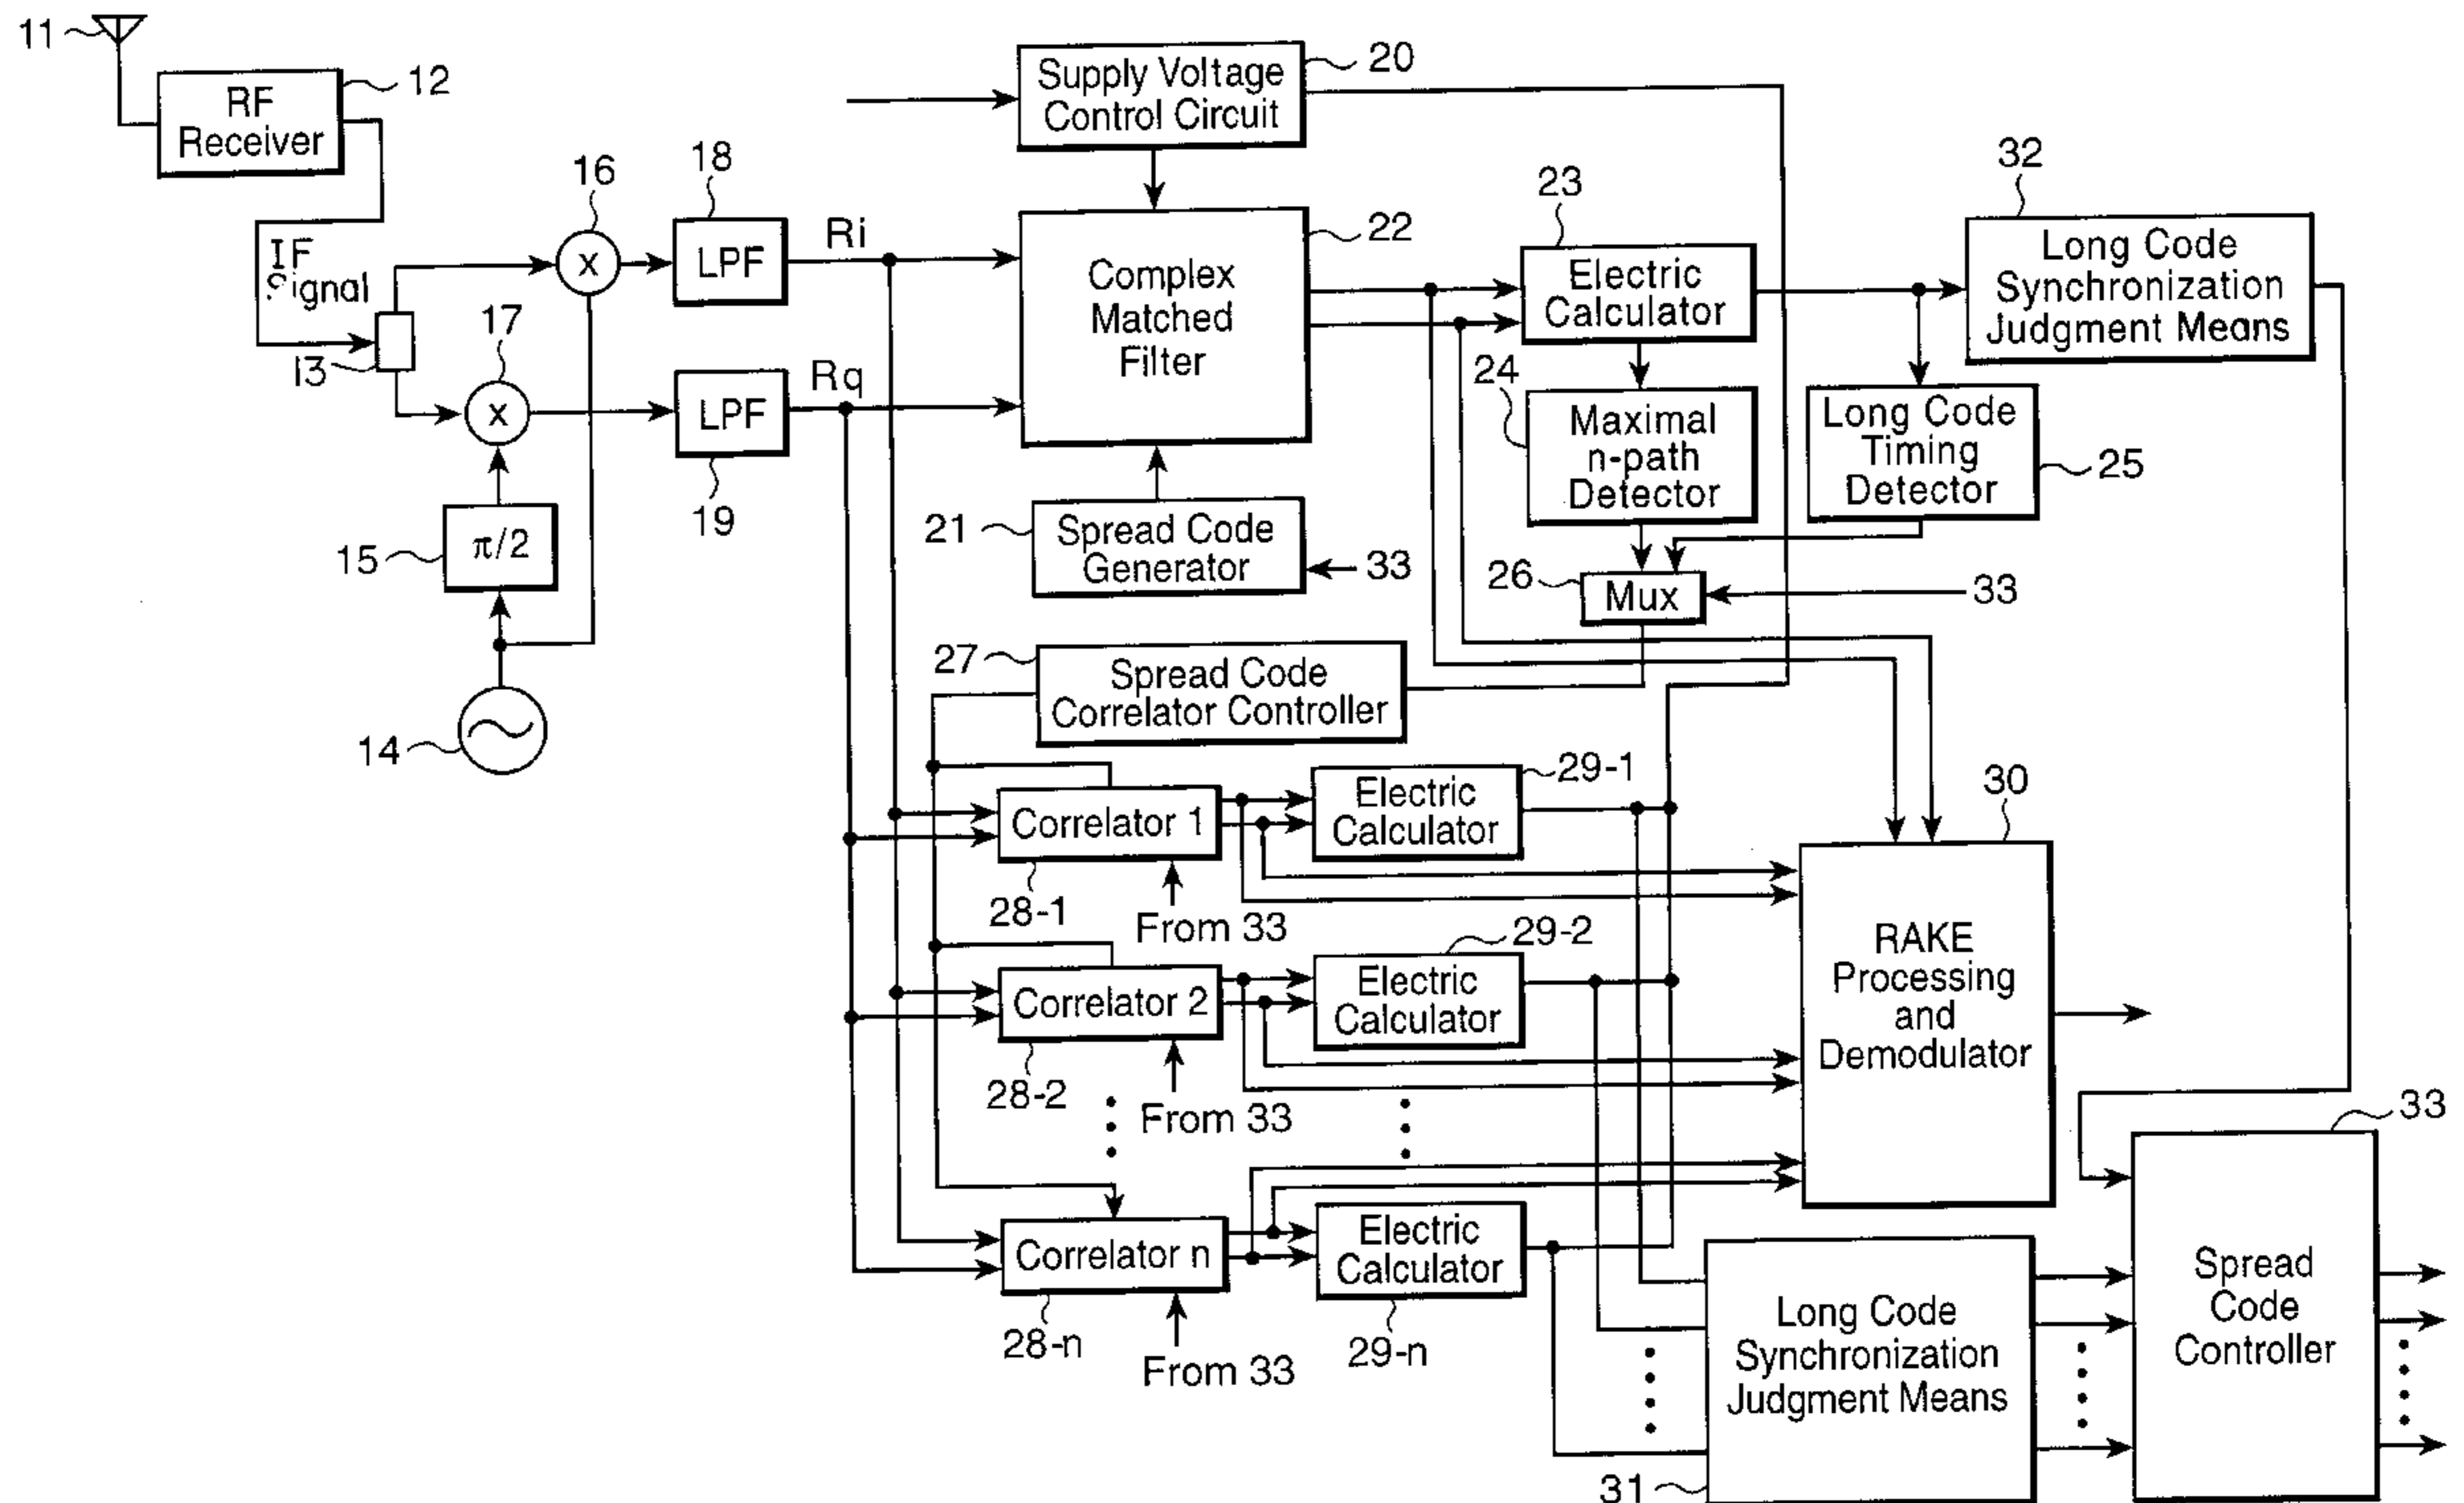 11
RF
Receiver
12
IF
Signal
13
14
15
π/2
16
x
17
x
18
LPF
19
LPF
Ri
Rq
Supply Voltage
Control Circuit
20
Complex
Matched
Filter
22
21
Spread Code
Generator
33
23
Electric
Calculator
24
Maximal
n-path
Detector
32
Long Code
Synchronization
Judgment Means
Long Code
Timing
Detector
25
26
Mux
33
27
Spread Code
Correlator Controller
Correlator 1
28-1
From 33
Electric
Calculator
29-1
Correlator 2
28-2
From 33
Electric
Calculator
29-2
Correlator n
28-n
From 33
Electric
Calculator
29-n
30
RAKE
Processing
and
Demodulator
Long Code
Synchronization
Judgment Means
31
33
Spread
Code
Controller